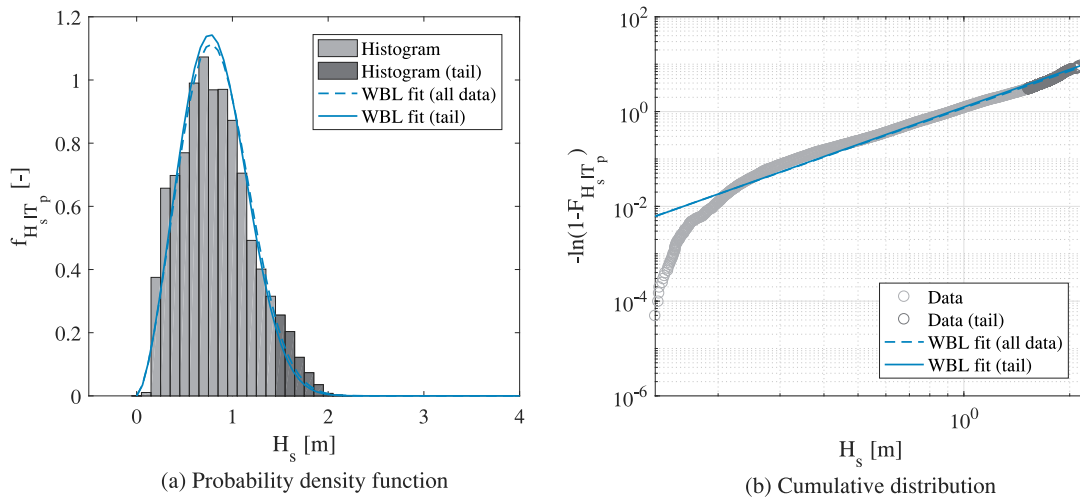 1.2
1
0.8
0.6
0.4
0.2
0
f_{H_s|T_p} [-]
Histogram
Histogram (tail)
WBL fit (all data)
WBL fit (tail)
0 1 2 3 4
H_s [m]
(a) Probability density function
10^2
10^0
10^-2
10^-4
10^-6
-ln(1-F_{H_s|T_p})
Data
Data (tail)
WBL fit (all data)
WBL fit (tail)
10^0
H_s [m]
(b) Cumulative distribution